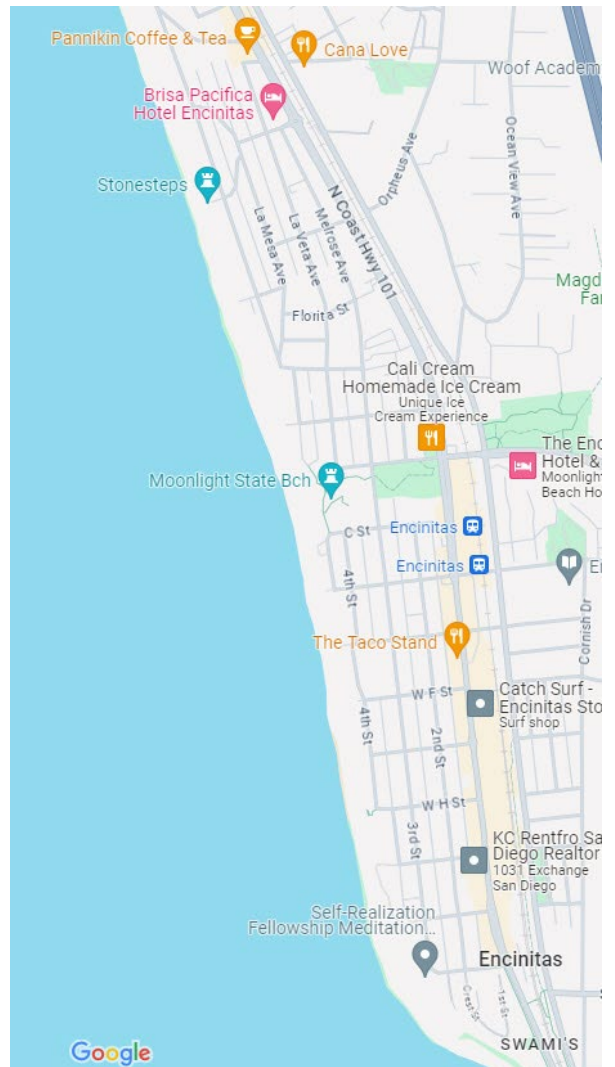 Pannikin Coffee & Tea
Cana Love
Woof Academ
Brisa Pacifica
Hotel Encinitas
Ocean View Ave
Orpheus Ave
Stonesteps
N Coast Hwy 101
La Mesa Ave
La Veta Ave
Melrose Ave
Magd
Fa
Florita St
Cali Cream
Homemade Ice Cream
Unique Ice
Cream Experience
The Enc
Hotel &
Moonlight
Beach Ho
Moonlight State Bch
C St
Encinitas
Encinitas
Ei
4th St
Cornish Dr
The Taco Stand
W F St
Catch Surf -
Encinitas Sto
Surf shop
4th St
2nd St
W H St
3rd St
KC Rentfro Sa
Diego Realtor
1031 Exchange
San Diego
Self-Realization
Fellowship Meditation...
Encinitas
Crest St
1st St
S
SWAMI'S
Google